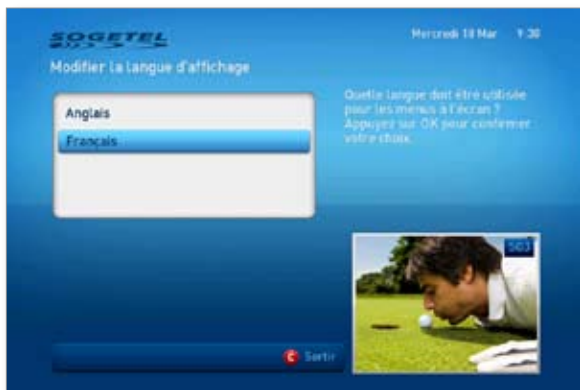 SOGETEL
Mercredi 18 Mar 9:30
Modifier la langue d'affichage
Anglais
Français
Quelle langue doit être utilisée
pour les menus à l'écran ?
Appuyez sur OK pour confirmer
votre choix.
503
C Sortir